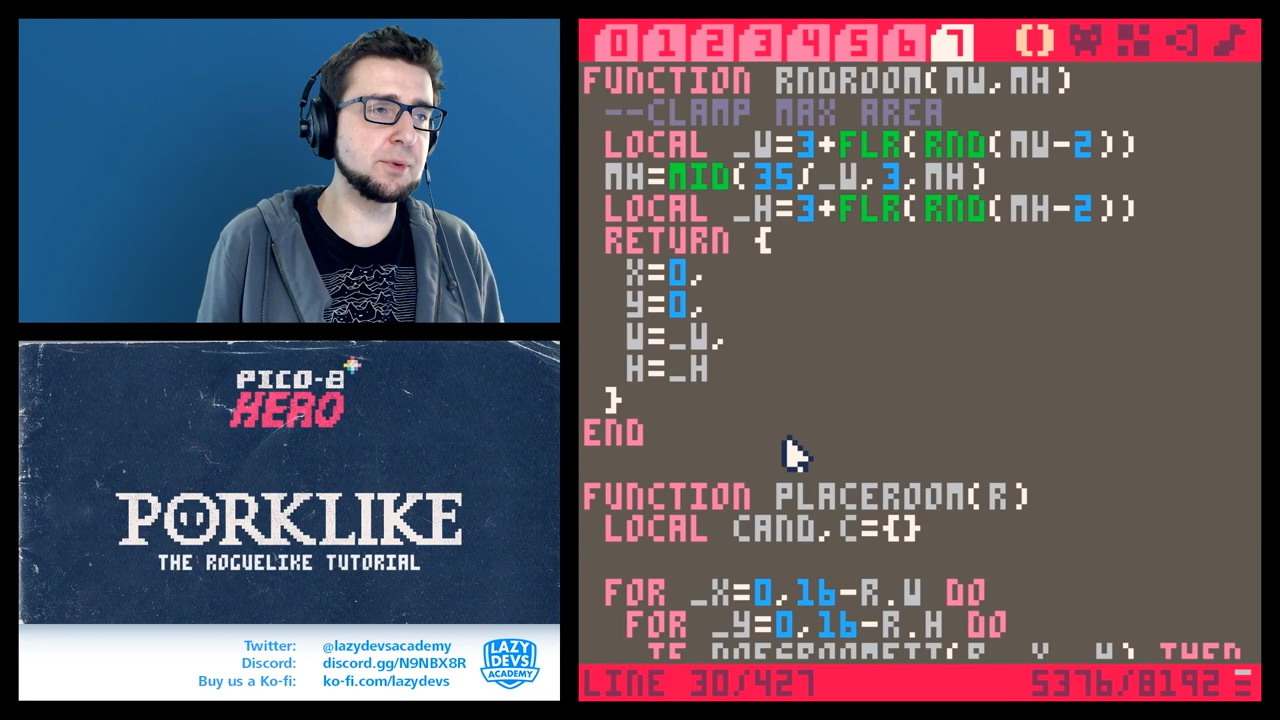 PICO-8
HERO
PORKLIKE
THE ROGUELIKE TUTORIAL
Twitter: @lazydevsacademy
Discord: discord.gg/N9NBX8R
Buy us a Ko-fi: ko-fi.com/lazydevs
LAZY
DEVS
ACADEMY
0 1 2 3 4 5 6 7 ()
FUNCTION RNDROOM(MW,MH)
--CLAMP MAX AREA
LOCAL _W=3+FLR(RND(MW-2))
MH=MID(35/_W,3,MH)
LOCAL _H=3+FLR(RND(MH-2))
RETURN {
X=0,
Y=0,
W=_W,
H=_H
}
END
FUNCTION PLACEROOM(R)
LOCAL CAND,C={}
FOR _X=0,16-R.W DO
FOR _Y=0,16-R.H DO
THEN
LINE 30/427 5376/8192